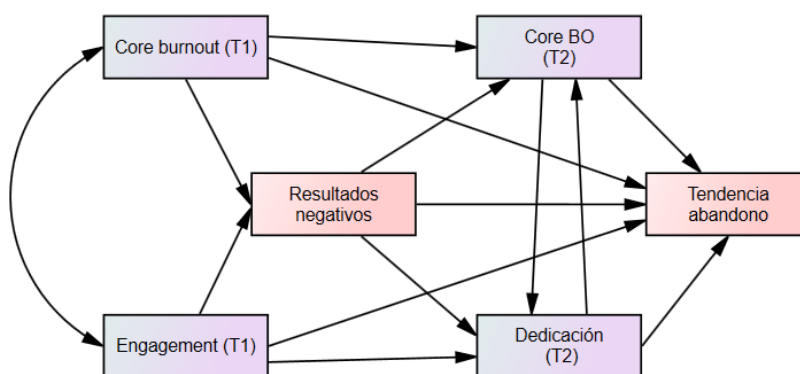 Core burnout (T1)
Core BO
(T2)
Resultados
negativos
Tendencia
abandono
Engagement (T1)
Dedicación
(T2)